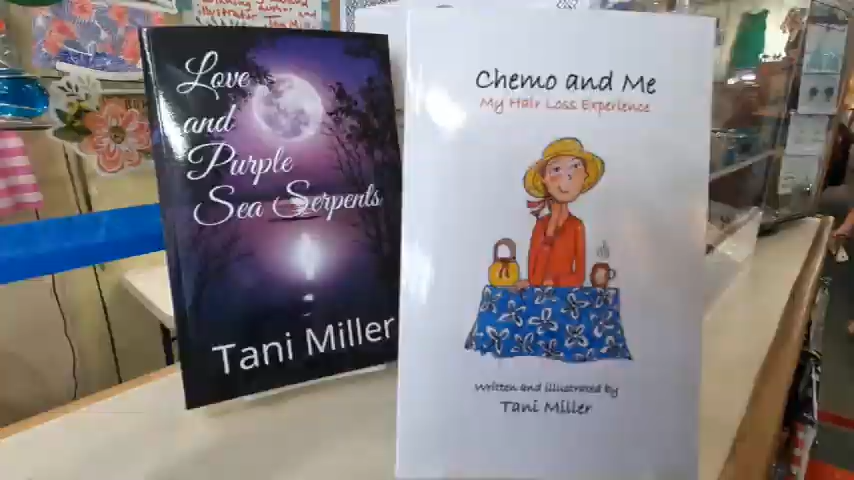 Illustrator
Love
and
Purple
Sea Serpents
Tani Miller
Chemo and Me
My Hair Loss Experience
Written and illustrated by
Tani Miller